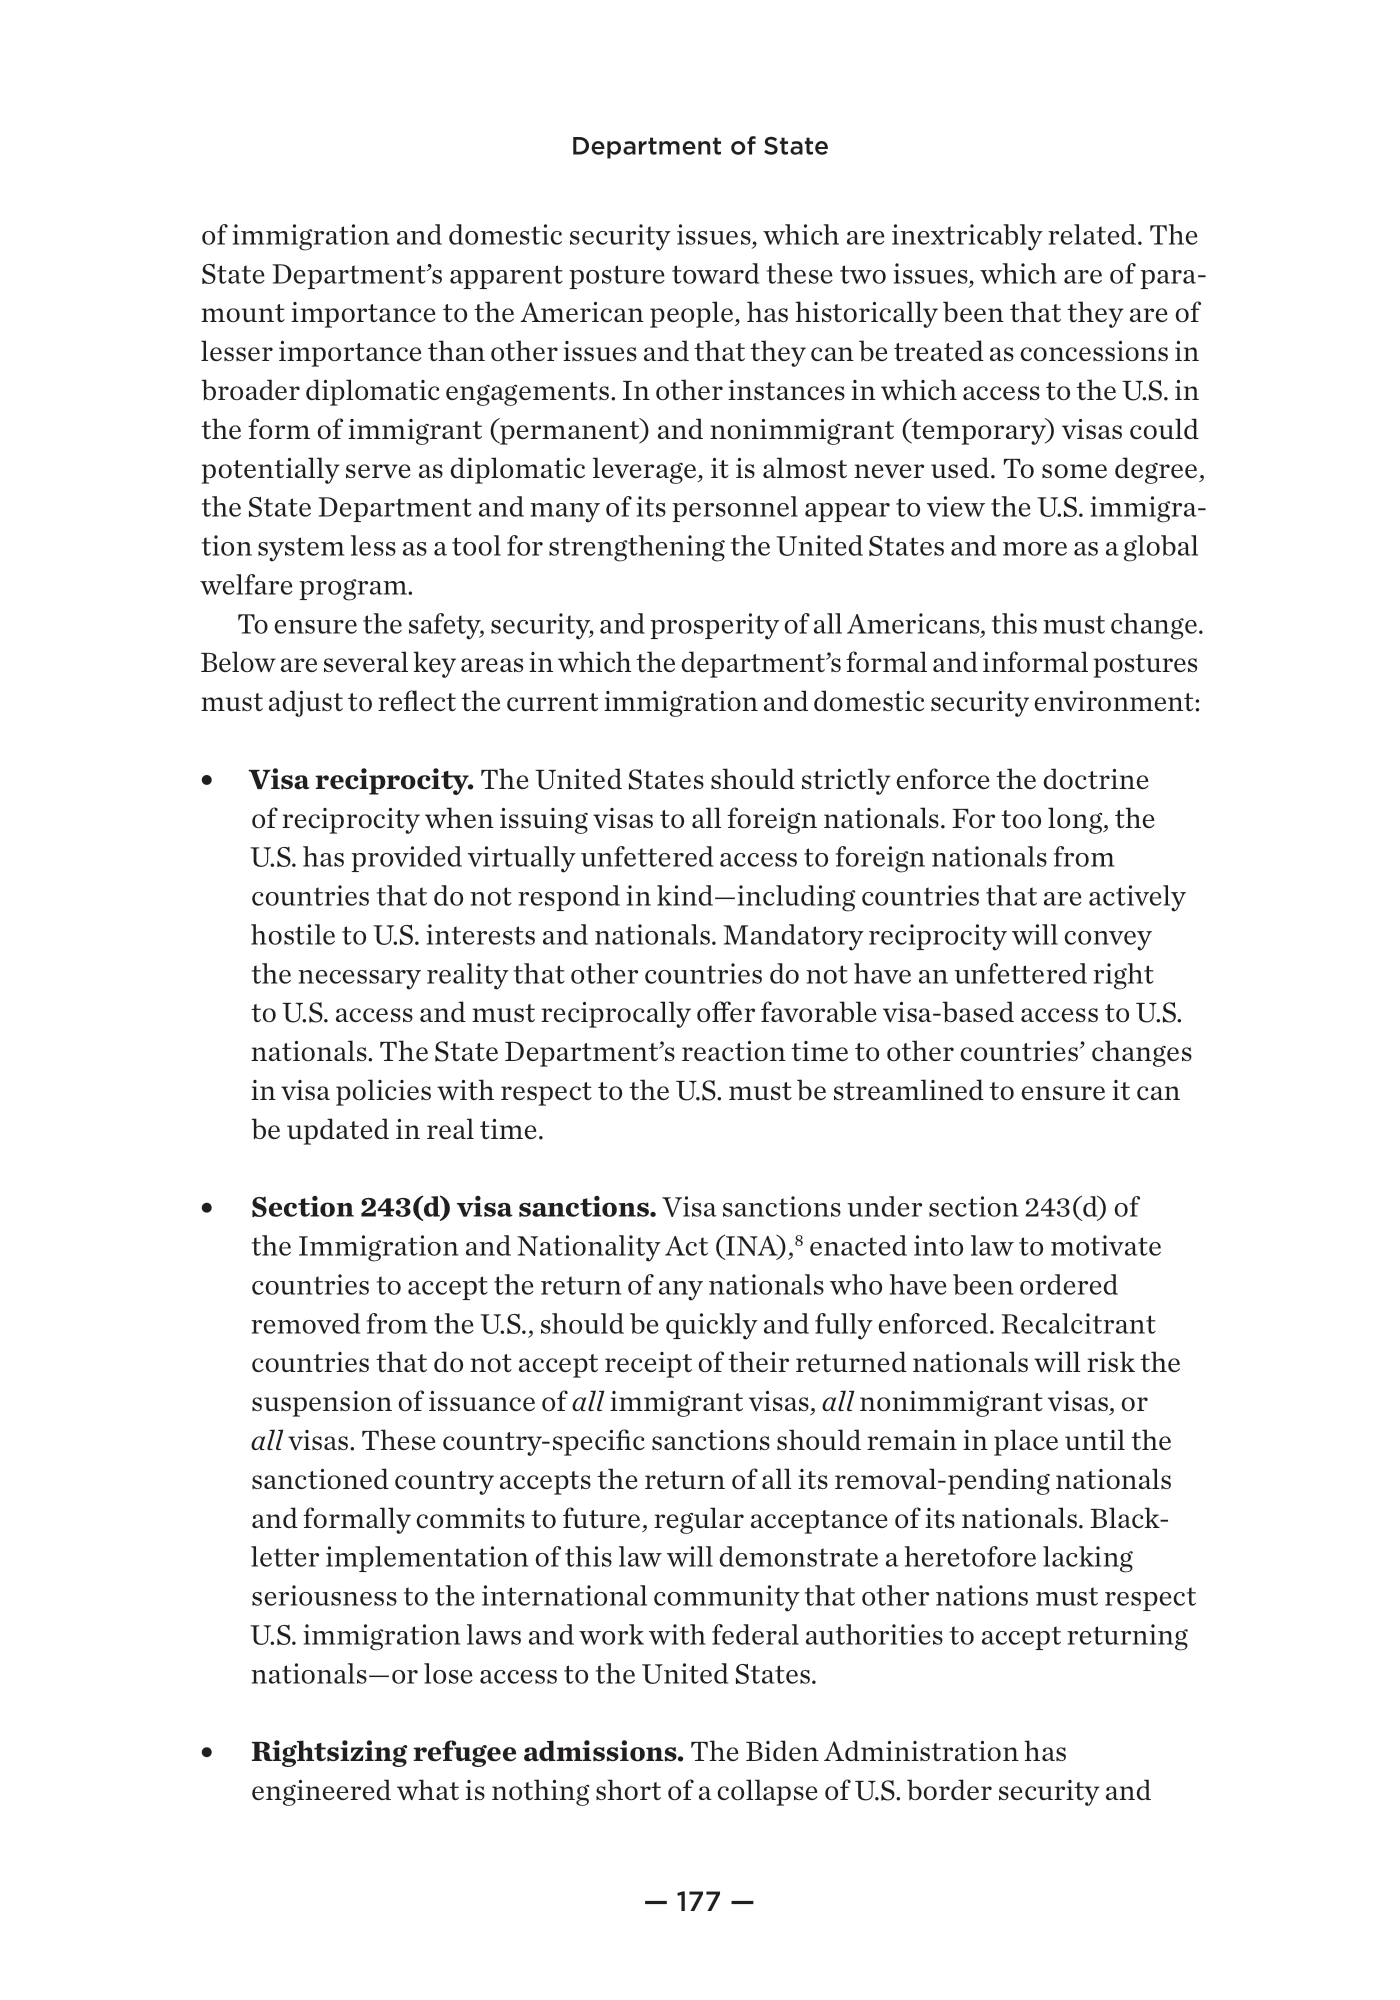 Department of State
of immigration and domestic security issues, which are inextricably related. The
State Department’s apparent posture toward these two issues, which are of para-
mount importance to the American people, has historically been that they are of
lesser importance than other issues and that they can be treated as concessions in
broader diplomatic engagements. In other instances in which access to the U.S. in
the form of immigrant (permanent) and nonimmigrant (temporary) visas could
potentially serve as diplomatic leverage, it is almost never used. To some degree,
the State Department and many of its personnel appear to view the U.S. immigra-
tion system less as a tool for strengthening the United States and more as a global
welfare program.
To ensure the safety, security, and prosperity of all Americans, this must change.
Below are several key areas in which the department’s formal and informal postures
must adjust to reflect the current immigration and domestic security environment:
• Visa reciprocity. The United States should strictly enforce the doctrine
of reciprocity when issuing visas to all foreign nationals. For too long, the
U.S. has provided virtually unfettered access to foreign nationals from
countries that do not respond in kind—including countries that are actively
hostile to U.S. interests and nationals. Mandatory reciprocity will convey
the necessary reality that other countries do not have an unfettered right
to U.S. access and must reciprocally offer favorable visa-based access to U.S.
nationals. The State Department’s reaction time to other countries’ changes
in visa policies with respect to the U.S. must be streamlined to ensure it can
be updated in real time.
• Section 243(d) visa sanctions. Visa sanctions under section 243(d) of
the Immigration and Nationality Act (INA),⁸ enacted into law to motivate
countries to accept the return of any nationals who have been ordered
removed from the U.S., should be quickly and fully enforced. Recalcitrant
countries that do not accept receipt of their returned nationals will risk the
suspension of issuance of all immigrant visas, all nonimmigrant visas, or
all visas. These country-specific sanctions should remain in place until the
sanctioned country accepts the return of all its removal-pending nationals
and formally commits to future, regular acceptance of its nationals. Black-
letter implementation of this law will demonstrate a heretofore lacking
seriousness to the international community that other nations must respect
U.S. immigration laws and work with federal authorities to accept returning
nationals—or lose access to the United States.
• Rightsizing refugee admissions. The Biden Administration has
engineered what is nothing short of a collapse of U.S. border security and
— 177 —